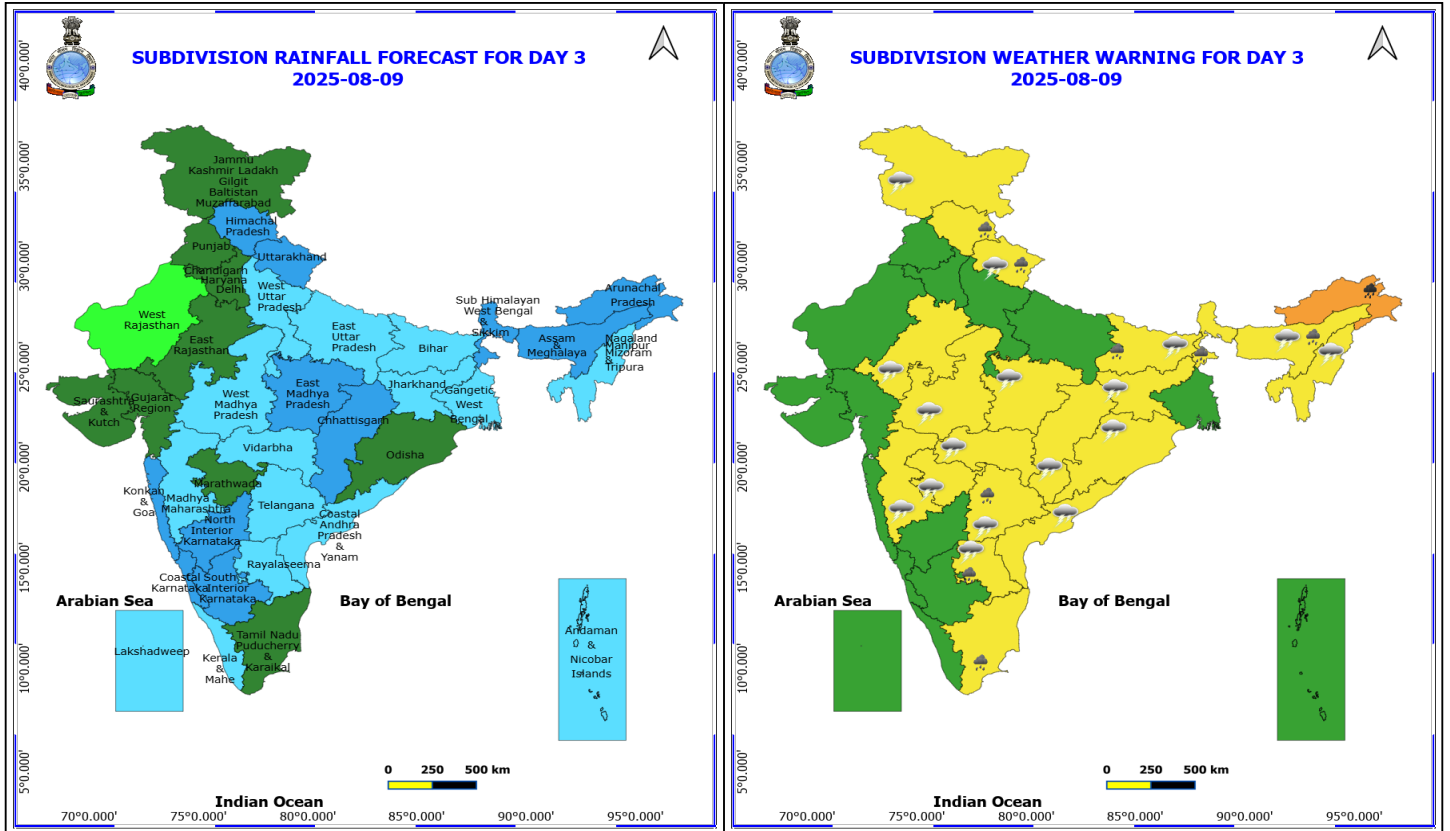 SUBDIVISION RAINFALL FORECAST FOR DAY 3
2025-08-09
40°0.000'
35°0.000'
30°0.000'
25°0.000'
20°0.000'
15°0.000'
10°0.000'
5°0.000'
Jammu
Kashmir Ladakh
Gilgit
Baltistan
Muzaffarabad
Himachal
Pradesh
Punjab
Uttarakhand
Chandigarh
Haryana
Delhi
West
Uttar
Pradesh
West
Rajasthan
East
Rajasthan
East
Uttar
Pradesh
Bihar
Sub Himalayan
West Bengal
&
Sikkim
Arunachal
Pradesh
Assam
&
Meghalaya
Nagaland
Manipur
Mizoram
&
Tripura
Saurashtra
&
Kutch
Gujarat
Region
West
Madhya
Pradesh
East
Madhya
Pradesh
Jharkhand
Gangetic
West
Bengal
Chhattisgarh
Odisha
Vidarbha
Marathwada
Konkan
&
Goa
Madhya
Maharashtra
Telangana
North
Interior
Karnataka
Coastal
Andhra
Pradesh
&
Yanam
Rayalaseema
Coastal
Karnataka
South
Interior
Karnataka
Arabian Sea
Bay of Bengal
Lakshadweep
Kerala
&
Mahe
Tamil Nadu
Puducherry
&
Karaikal
Andaman
&
Nicobar
Islands
0 250 500 km
Indian Ocean
70°0.000' 75°0.000' 80°0.000' 85°0.000' 90°0.000' 95°0.000'
SUBDIVISION WEATHER WARNING FOR DAY 3
2025-08-09
40°0.000'
35°0.000'
30°0.000'
25°0.000'
20°0.000'
15°0.000'
10°0.000'
5°0.000'
Arabian Sea
Bay of Bengal
0 250 500 km
Indian Ocean
70°0.000' 75°0.000' 80°0.000' 85°0.000' 90°0.000' 95°0.000'